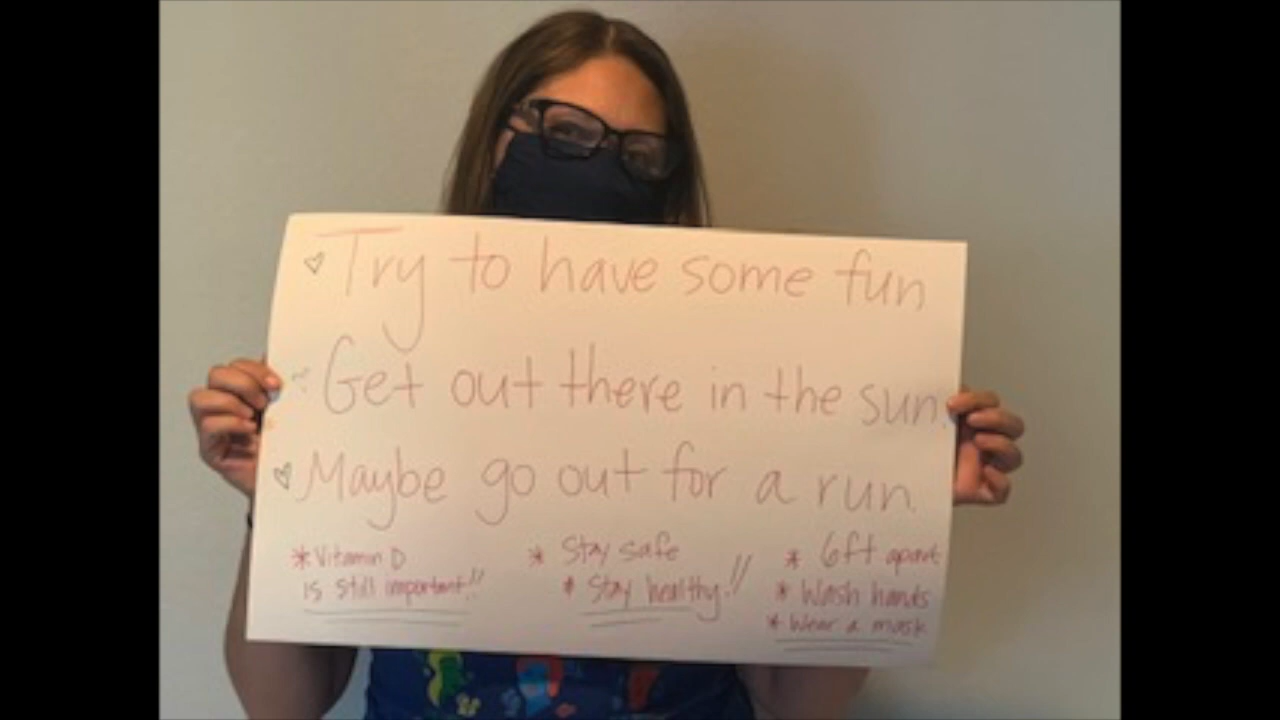 ♡ Try to have some fun
Get out there in the sun.
♡ Maybe go out for a run.
* Vitamin D
is still important!!
* Stay safe
* Stay healthy!!
* 6ft apart
* Wash hands
* Wear a mask